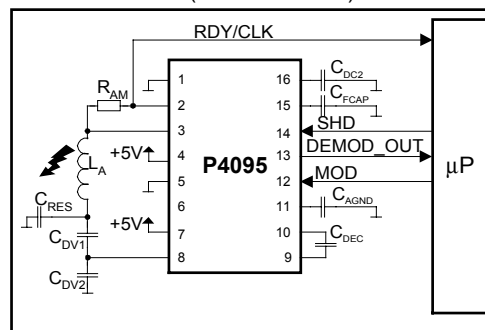 RDY/CLK
R_AM
L_A
C_RES
C_DV1
C_DV2
+5V
+5V
1
2
3
4
5
6
7
8
P4095
16
15
14
13
12
11
10
9
C_DC2
C_FCAP
SHD
DEMOD_OUT
MOD
C_AGND
C_DEC
µP